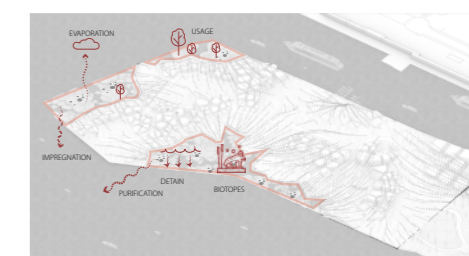 EVAPORATION
USAGE
IMPREGNATION
DETAIN
PURIFICATION
BIOTOPES